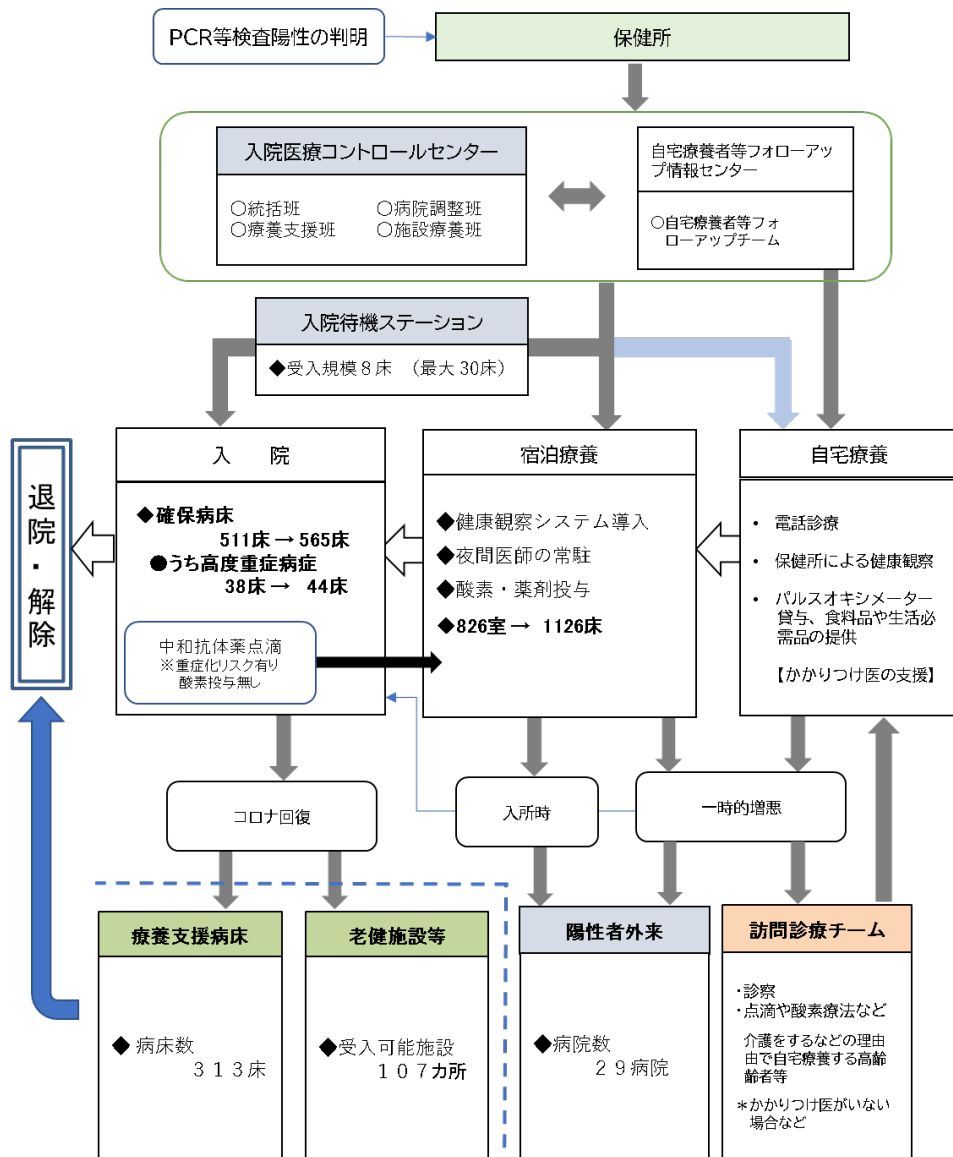 PCR等検査陽性の判明
保健所
入院医療コントロールセンター
○統括班
○病院調整班
○療養支援班
○施設療養班
自宅療養者等フォローアッ
プ情報センター
○自宅療養者等フォ
ローアップチーム
入院待機ステーション
◆受入規模8床 （最大30床）
退院・解除
入 院
◆確保病床
511床→565床
●うち高度重症病症
38床→ 44床
中和抗体薬点滴
※重症化リスク有り
酸素投与無し
宿泊療養
◆健康観察システム導入
◆夜間医師の常駐
◆酸素・薬剤投与
◆826室→ 1126床
自宅療養
• 電話診療
• 保健所による健康観察
• パルスオキシメーター
貸与、食料品や生活必
需品の提供
【かかりつけ医の支援】
コロナ回復
入所時
一時的増悪
療養支援病床
◆ 病床数
３１３床
老健施設等
◆受入可能施設
１０７カ所
陽性者外来
◆病院数
２９病院
訪問診療チーム
・診察
・点滴や酸素療法など
介護をするなどの理由
由で自宅療養する高齢
齢者等
＊かかりつけ医がいない
場合など